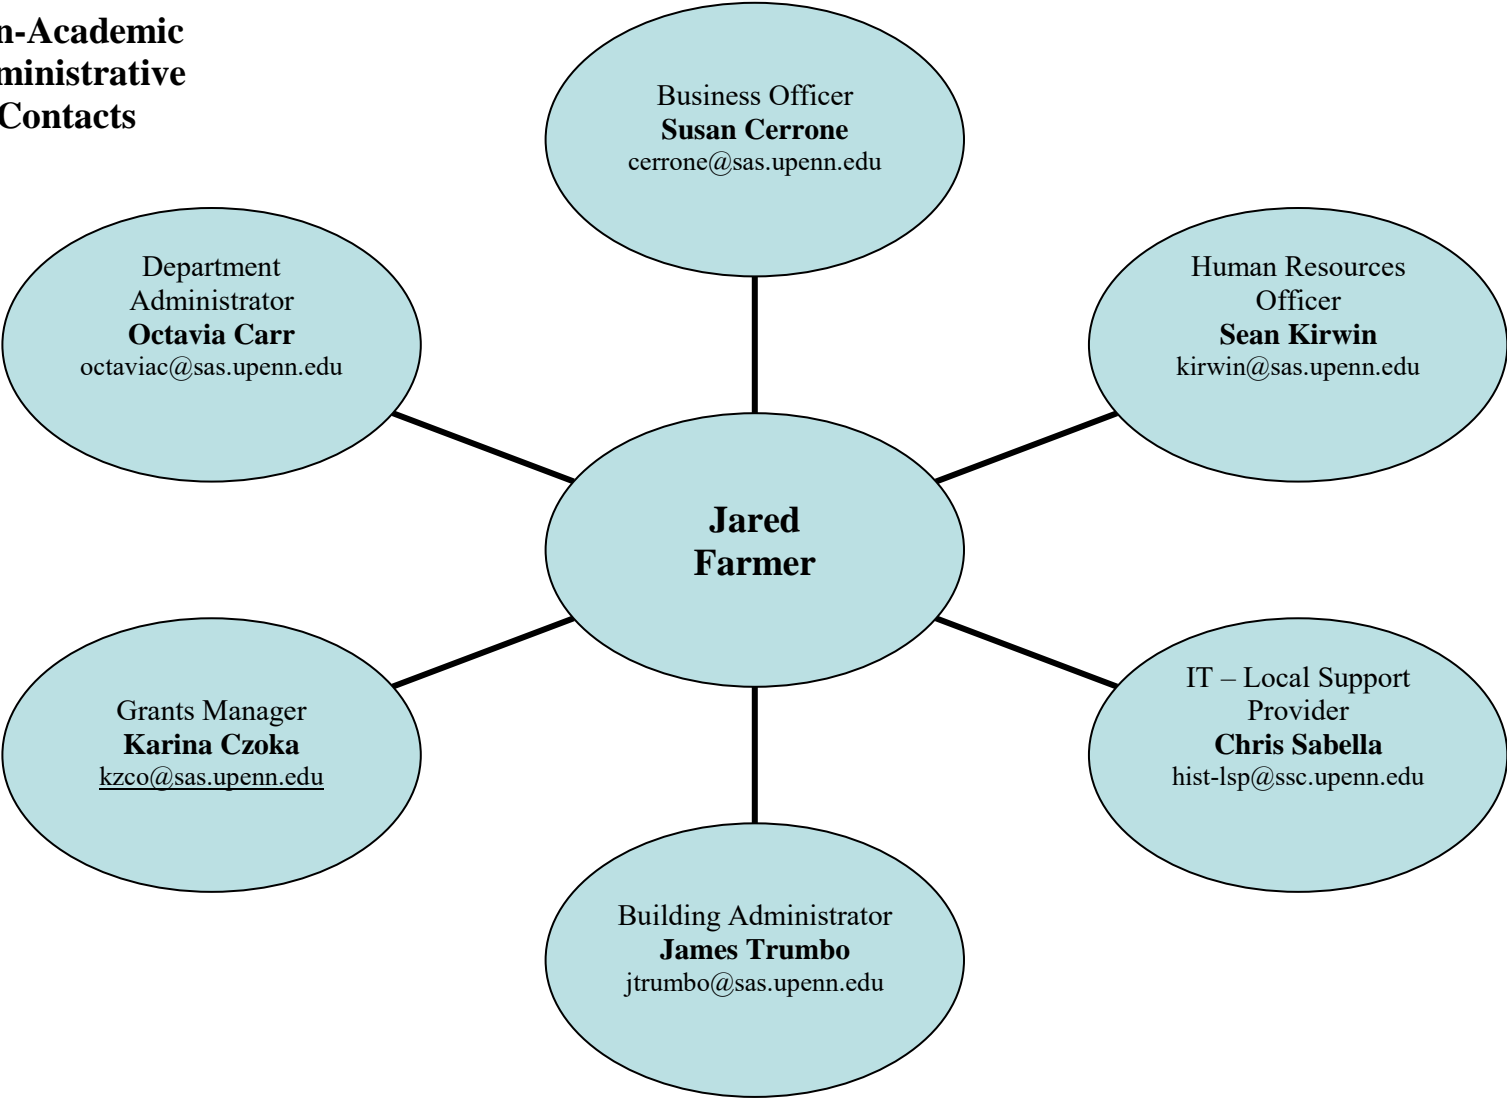 n-Academic
ministrative
Contacts
Business Officer
Susan Cerrone
cerrone@sas.upenn.edu
Department
Administrator
Octavia Carr
octaviac@sas.upenn.edu
Human Resources
Officer
Sean Kirwin
kirwin@sas.upenn.edu
Jared
Farmer
Grants Manager
Karina Czoka
kzco@sas.upenn.edu
IT – Local Support
Provider
Chris Sabella
hist-lsp@ssc.upenn.edu
Building Administrator
James Trumbo
jtrumbo@sas.upenn.edu